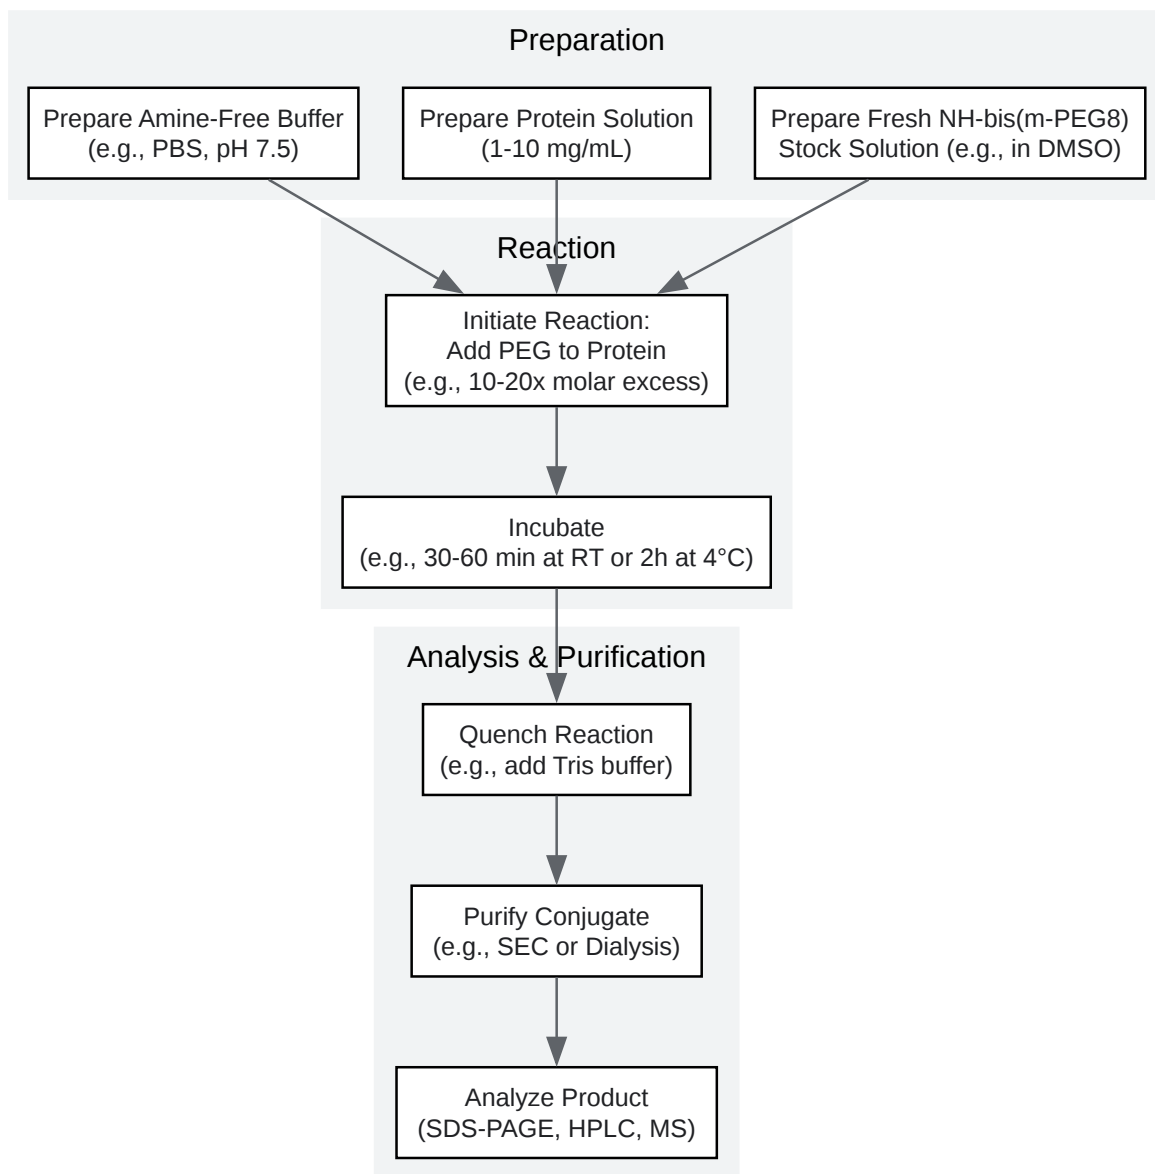 Preparation
Prepare Amine-Free Buffer
(e.g., PBS, pH 7.5)
Prepare Protein Solution
(1-10 mg/mL)
Prepare Fresh NH-bis(m-PEG8)
Stock Solution (e.g., in DMSO)
Reaction
Initiate Reaction:
Add PEG to Protein
(e.g., 10-20x molar excess)
Incubate
(e.g., 30-60 min at RT or 2h at 4°C)
Analysis & Purification
Quench Reaction
(e.g., add Tris buffer)
Purify Conjugate
(e.g., SEC or Dialysis)
Analyze Product
(SDS-PAGE, HPLC, MS)